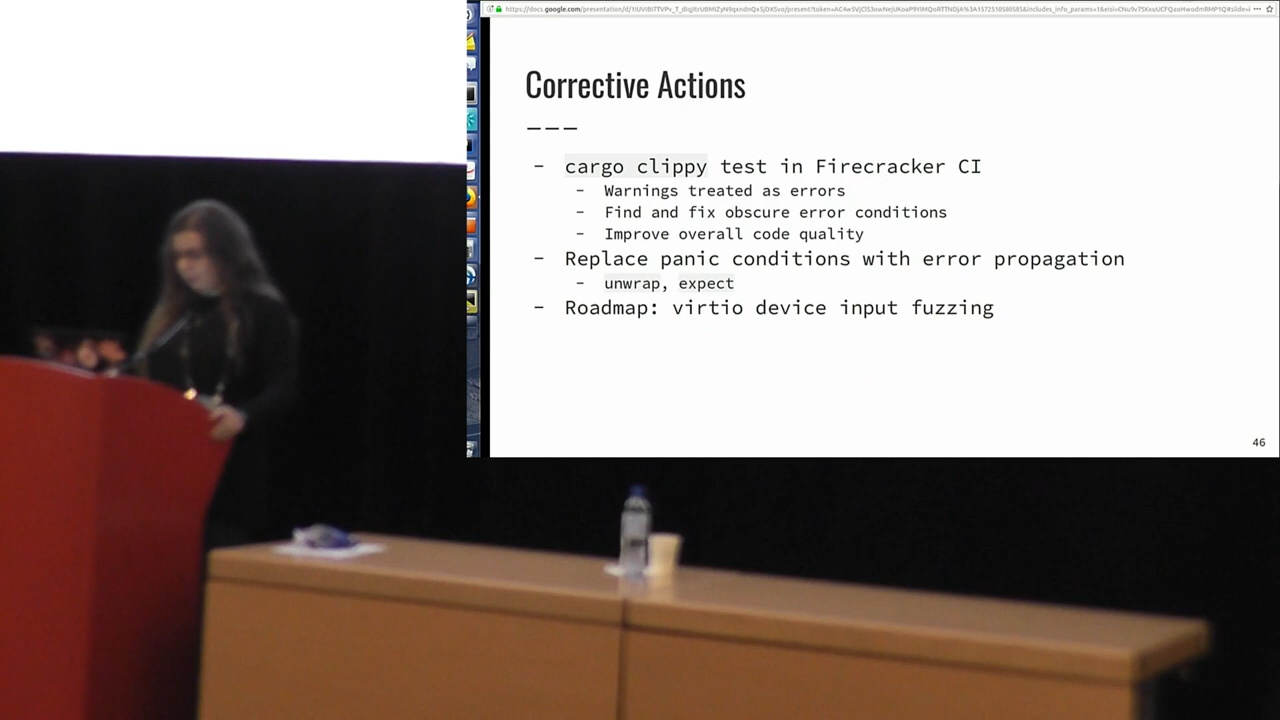 Corrective Actions
———
- cargo clippy test in Firecracker CI
- Warnings treated as errors
- Find and fix obscure error conditions
- Improve overall code quality
- Replace panic conditions with error propagation
- unwrap, expect
- Roadmap: virtio device input fuzzing
46